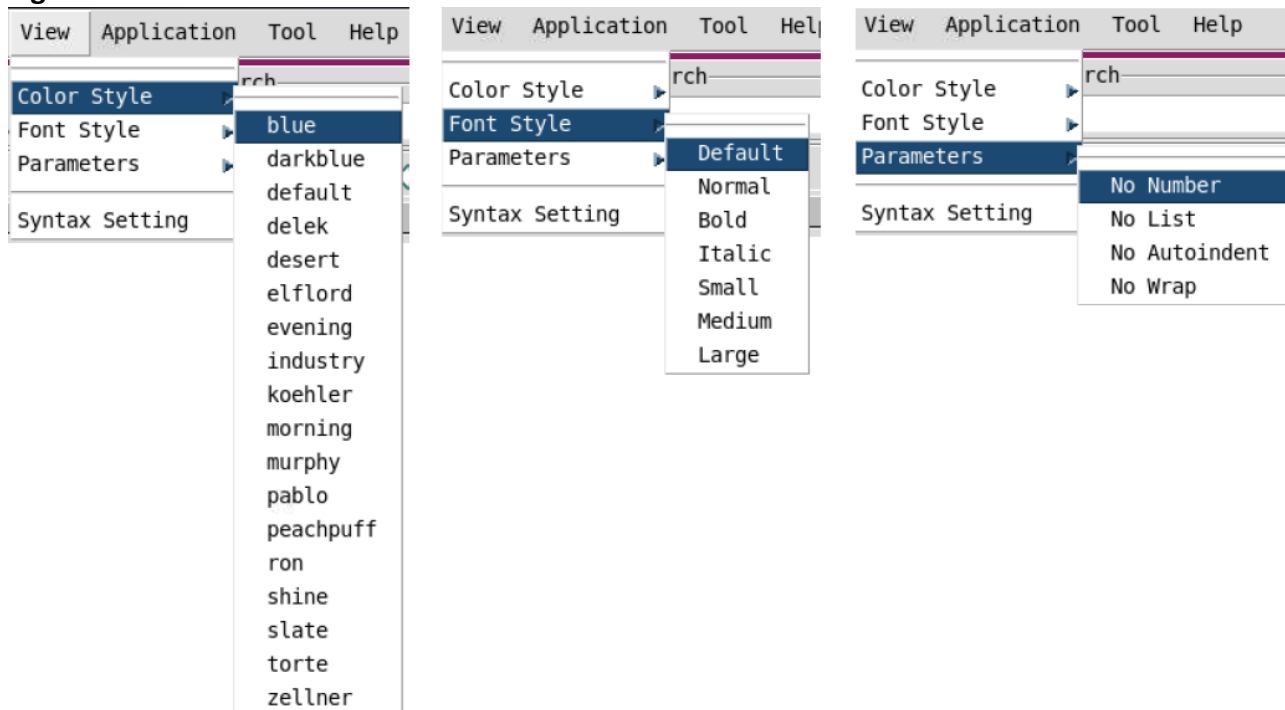 View Application Tool Help
rch
Color Style
Font Style
Parameters
Syntax Setting
blue
darkblue
default
delek
desert
elflord
evening
industry
koehler
morning
murphy
pablo
peachpuff
ron
shine
slate
torte
zellner
View Application Tool Help
rch
Color Style
Font Style
Parameters
Syntax Setting
Default
Normal
Bold
Italic
Small
Medium
Large
View Application Tool Help
rch
Color Style
Font Style
Parameters
Syntax Setting
No Number
No List
No Autoindent
No Wrap